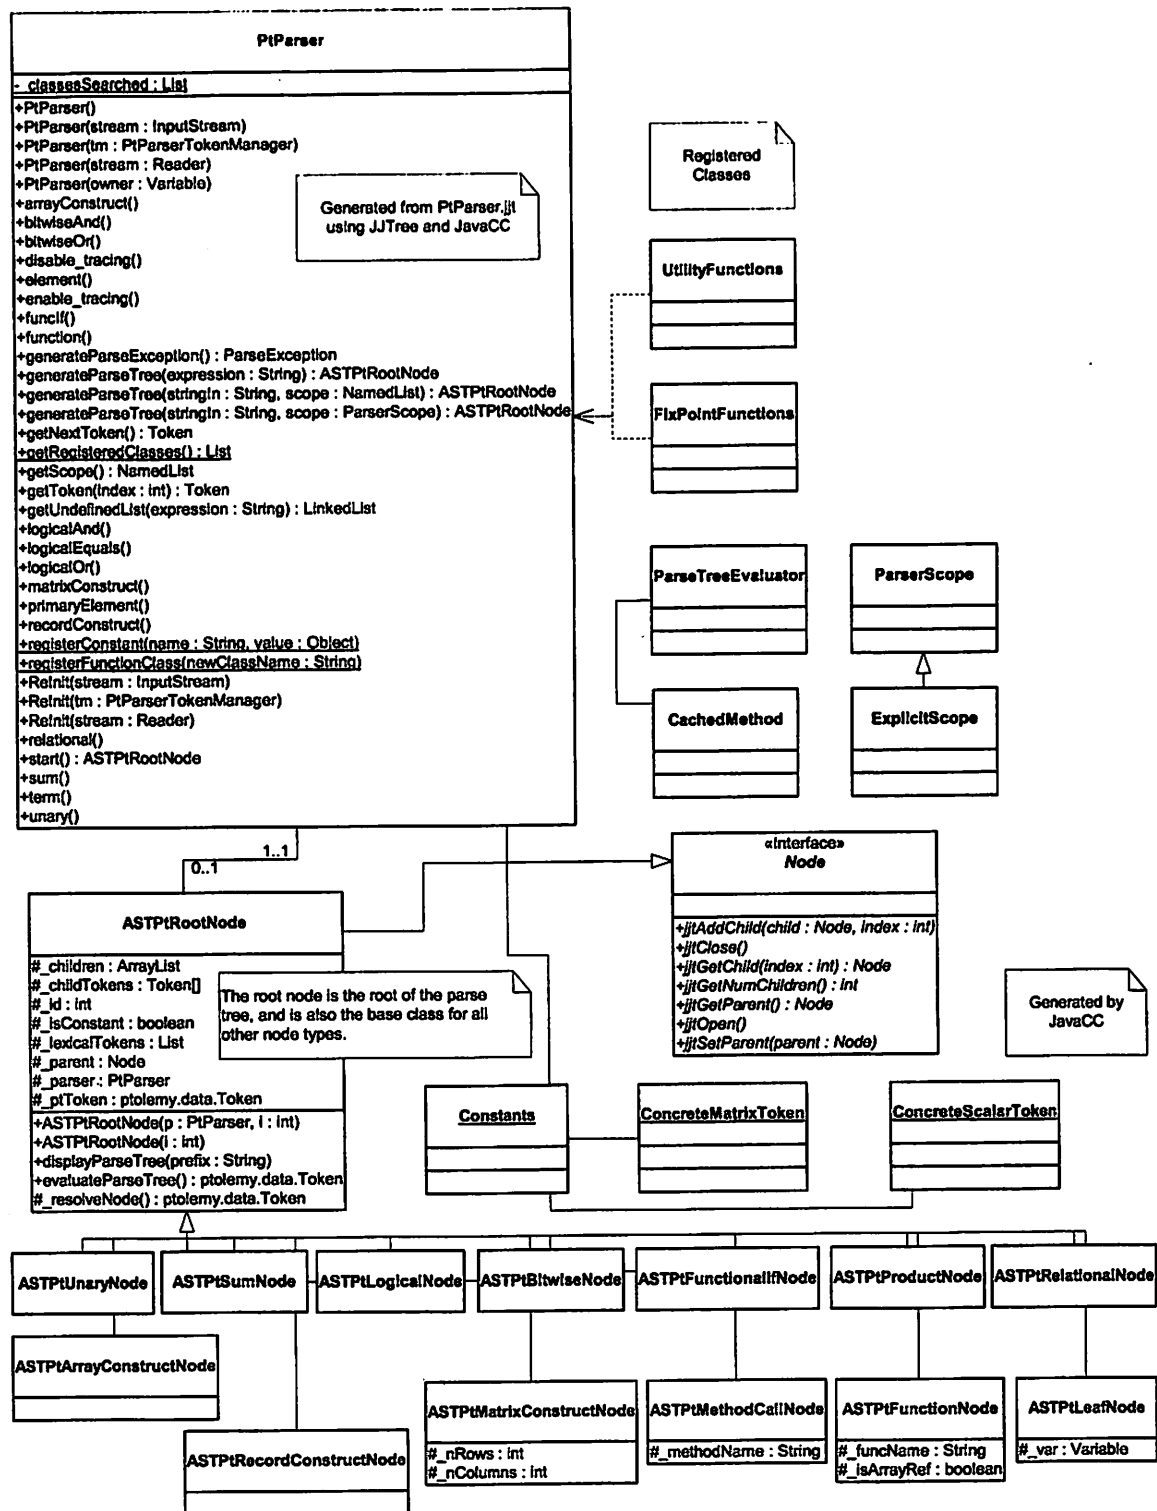 PtParser
- classesSearched : List
+PtParser()
+PtParser(stream : InputStream)
+PtParser(tm : PtParserTokenManager)
+PtParser(stream : Reader)
+PtParser(owner : Variable)
+arrayConstruct()
+bitwiseAnd()
+bitwiseOr()
+disable_tracing()
+element()
+enable_tracing()
+funcIf()
+function()
+generateParseException() : ParseException
+generateParseTree(expression : String) : ASTPtRootNode
+generateParseTree(stringIn : String, scope : NamedList) : ASTPtRootNode
+generateParseTree(stringIn : String, scope : ParserScope) : ASTPtRootNode
+getNextToken() : Token
+getRegisteredClasses() : List
+getScope() : NamedList
+getToken(index : int) : Token
+getUndefinedList(expression : String) : LinkedList
+logicalAnd()
+logicalEquals()
+logicalOr()
+matrixConstruct()
+primaryElement()
+recordConstruct()
+registerConstant(name : String, value : Object)
+registerFunctionClass(newClassName : String)
+ReInit(stream : InputStream)
+ReInit(tm : PtParserTokenManager)
+ReInit(stream : Reader)
+relational()
+start() : ASTPtRootNode
+sum()
+term()
+unary()
Generated from PtParser.jjt
using JJTree and JavaCC
Registered
Classes
UtilityFunctions
FixPointFunctions
ParseTreeEvaluator
ParserScope
CachedMethod
ExplicitScope
1..1
0..1
«Interface»
Node
+jjtAddChild(child : Node, index : int)
+jjtClose()
+jjtGetChild(index : int) : Node
+jjtGetNumChildren() : int
+jjtGetParent() : Node
+jjtOpen()
+jjtSetParent(parent : Node)
Generated by
JavaCC
ASTPtRootNode
#_children : ArrayList
#_childTokens : Token[]
#_id : int
#_isConstant : boolean
#_lexicalTokens : List
#_parent : Node
#_parser : PtParser
#_ptToken : ptolemy.data.Token
+ASTPtRootNode(p : PtParser, i : int)
+ASTPtRootNode(i : int)
+displayParseTree(prefix : String)
+evaluateParseTree() : ptolemy.data.Token
#_resolveNode() : ptolemy.data.Token
The root node is the root of the parse
tree, and is also the base class for all
other node types.
Constants
ConcreteMatrixToken
ConcreteScalarToken
ASTPtUnaryNode
ASTPtSumNode
ASTPtLogicalNode
ASTPtBitwiseNode
ASTPtFunctionalIfNode
ASTPtProductNode
ASTPtRelationalNode
ASTPtArrayConstructNode
ASTPtRecordConstructNode
ASTPtMatrixConstructNode
#_nRows : int
#_nColumns : int
ASTPtMethodCallNode
#_methodName : String
ASTPtFunctionNode
#_funcName : String
#_isArrayRef : boolean
ASTPtLeafNode
#_var : Variable